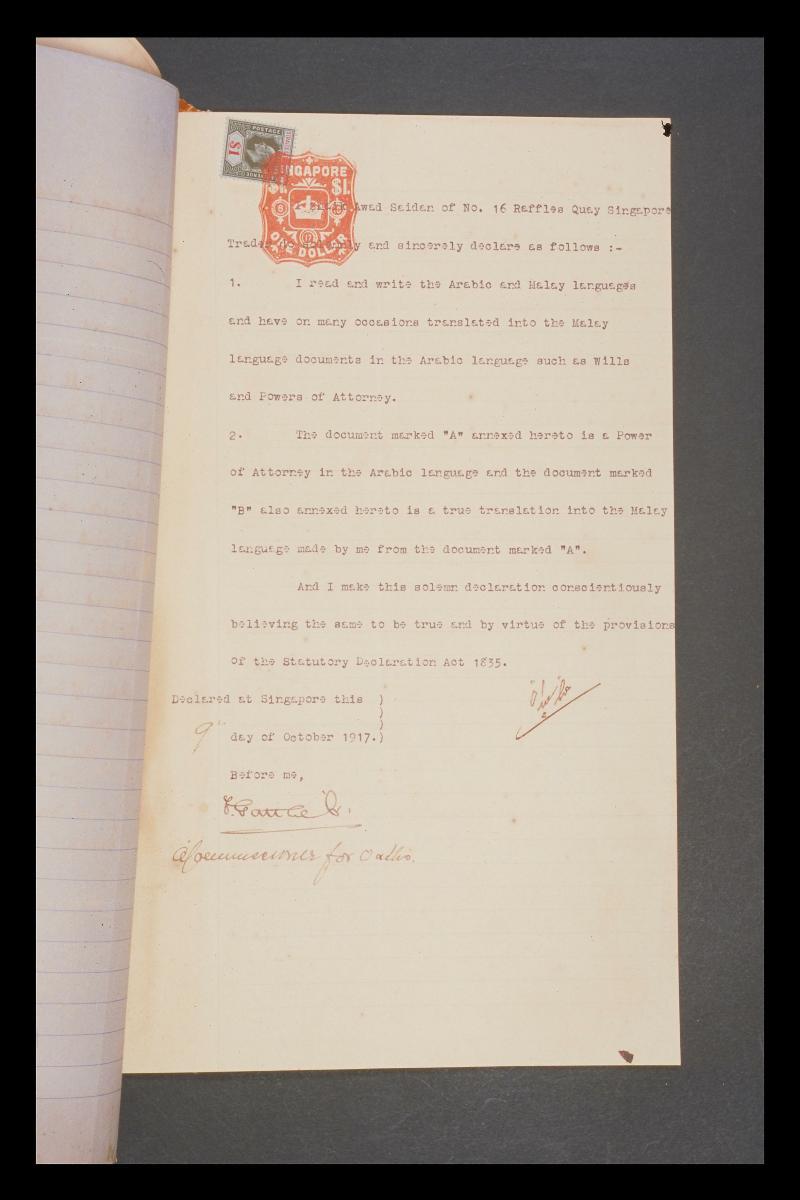 POSTAGE
$1
SINGAPORE
$1. $1.
8 10
17
ONE DOLLAR
Awad Saidan of No. 16 Raffles Quay Singapore
Trader do solemnly and sincerely declare as follows :-
1. I read and write the Arabic and Malay languages
and have on many occasions translated into the Malay
language documents in the Arabic language such as Wills
and Powers of Attorney.
2. The document marked "A" annexed hereto is a Power
of Attorney in the Arabic language and the document marked
"B" also annexed hereto is a true translation into the Malay
language made by me from the document marked "A".
And I make this solemn declaration conscientiously
believing the same to be true and by virtue of the provisions
of the Statutory Declaration Act 1835.
Declared at Singapore this )
)
)
9th day of October 1917.)
Before me,
A Commissioner for Oaths.